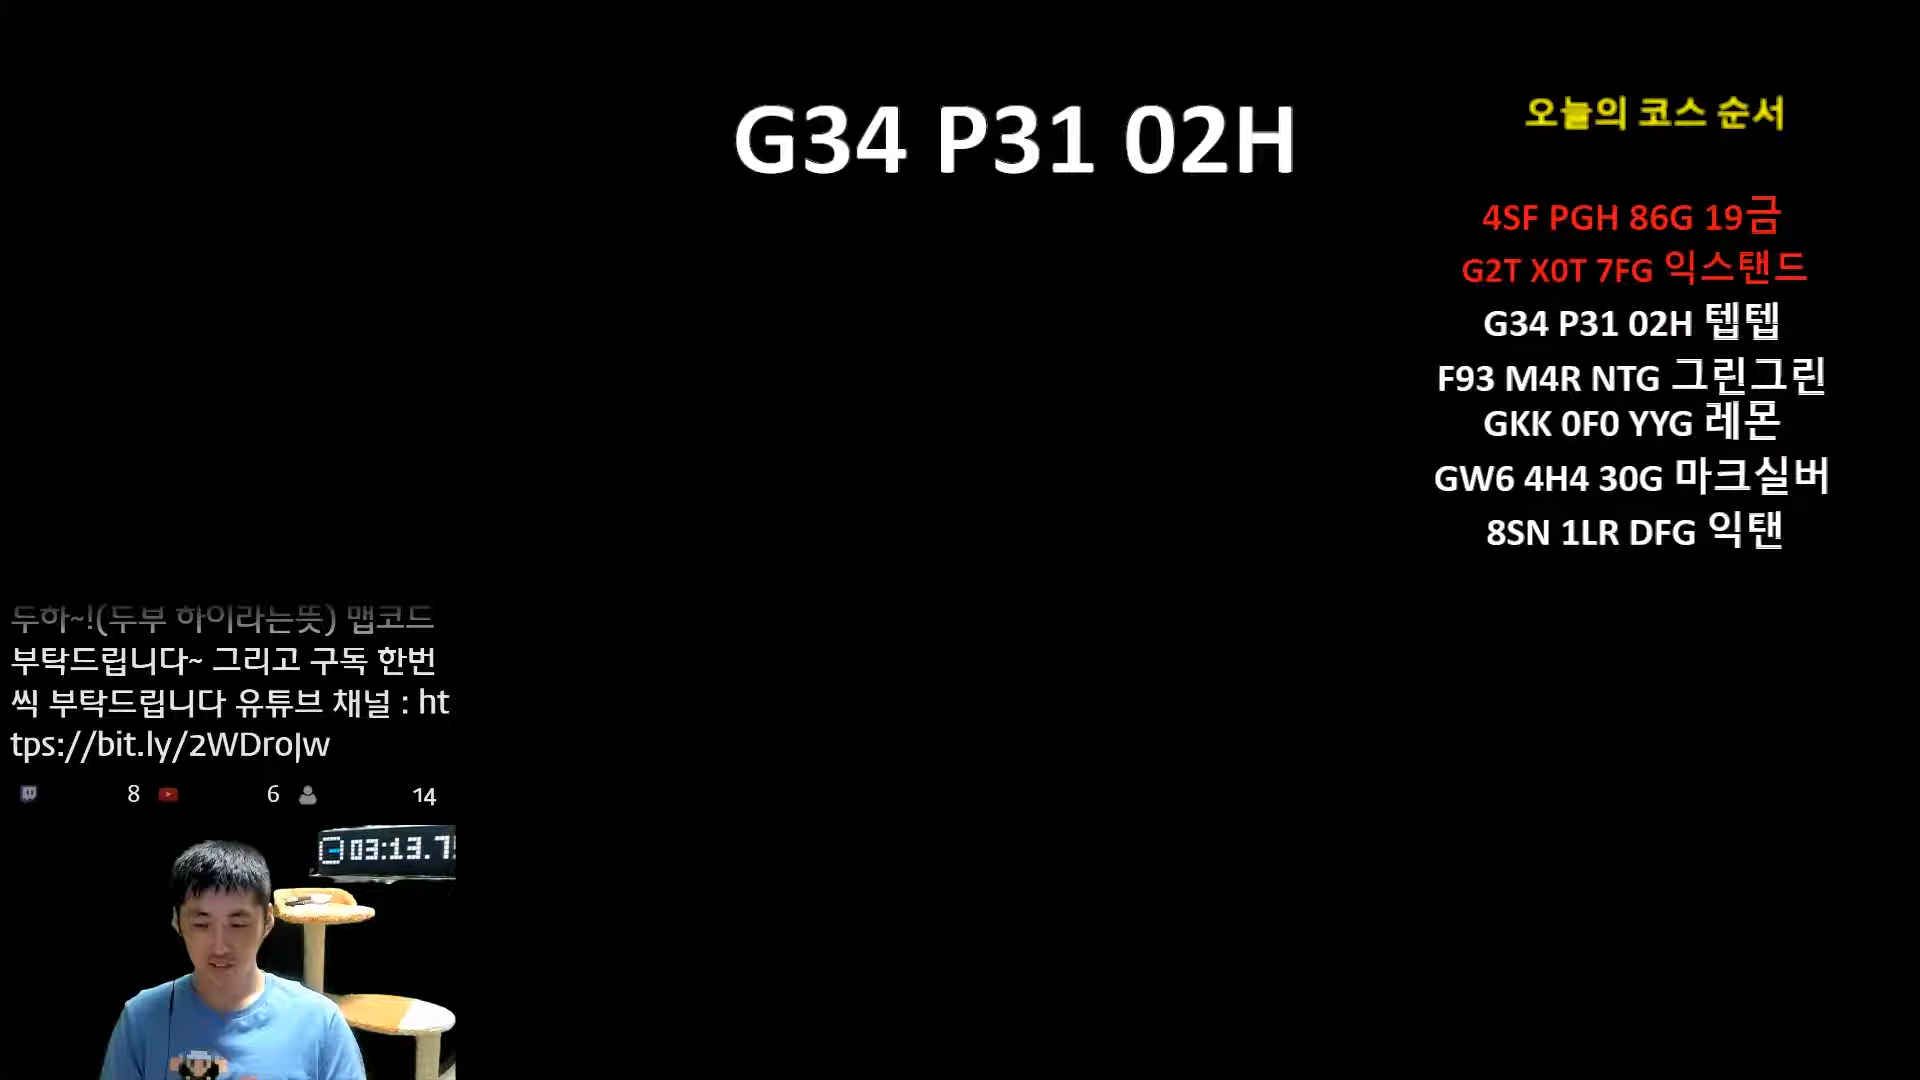 G34 P31 02H
오늘의 코스 순서
4SF PGH 86G 19금
G2T X0T 7FG 익스탠드
G34 P31 02H 텝텝
F93 M4R NTG 그린그린
GKK 0F0 YYG 레몬
GW6 4H4 30G 마크실버
8SN 1LR DFG 익탠
두하~!(두부 하이라는뜻) 맵코드
부탁드립니다~ 그리고 구독 한번
씩 부탁드립니다 유튜브 채널 : ht
tps://bit.ly/2WDroJw
8 6 14
03:13.7